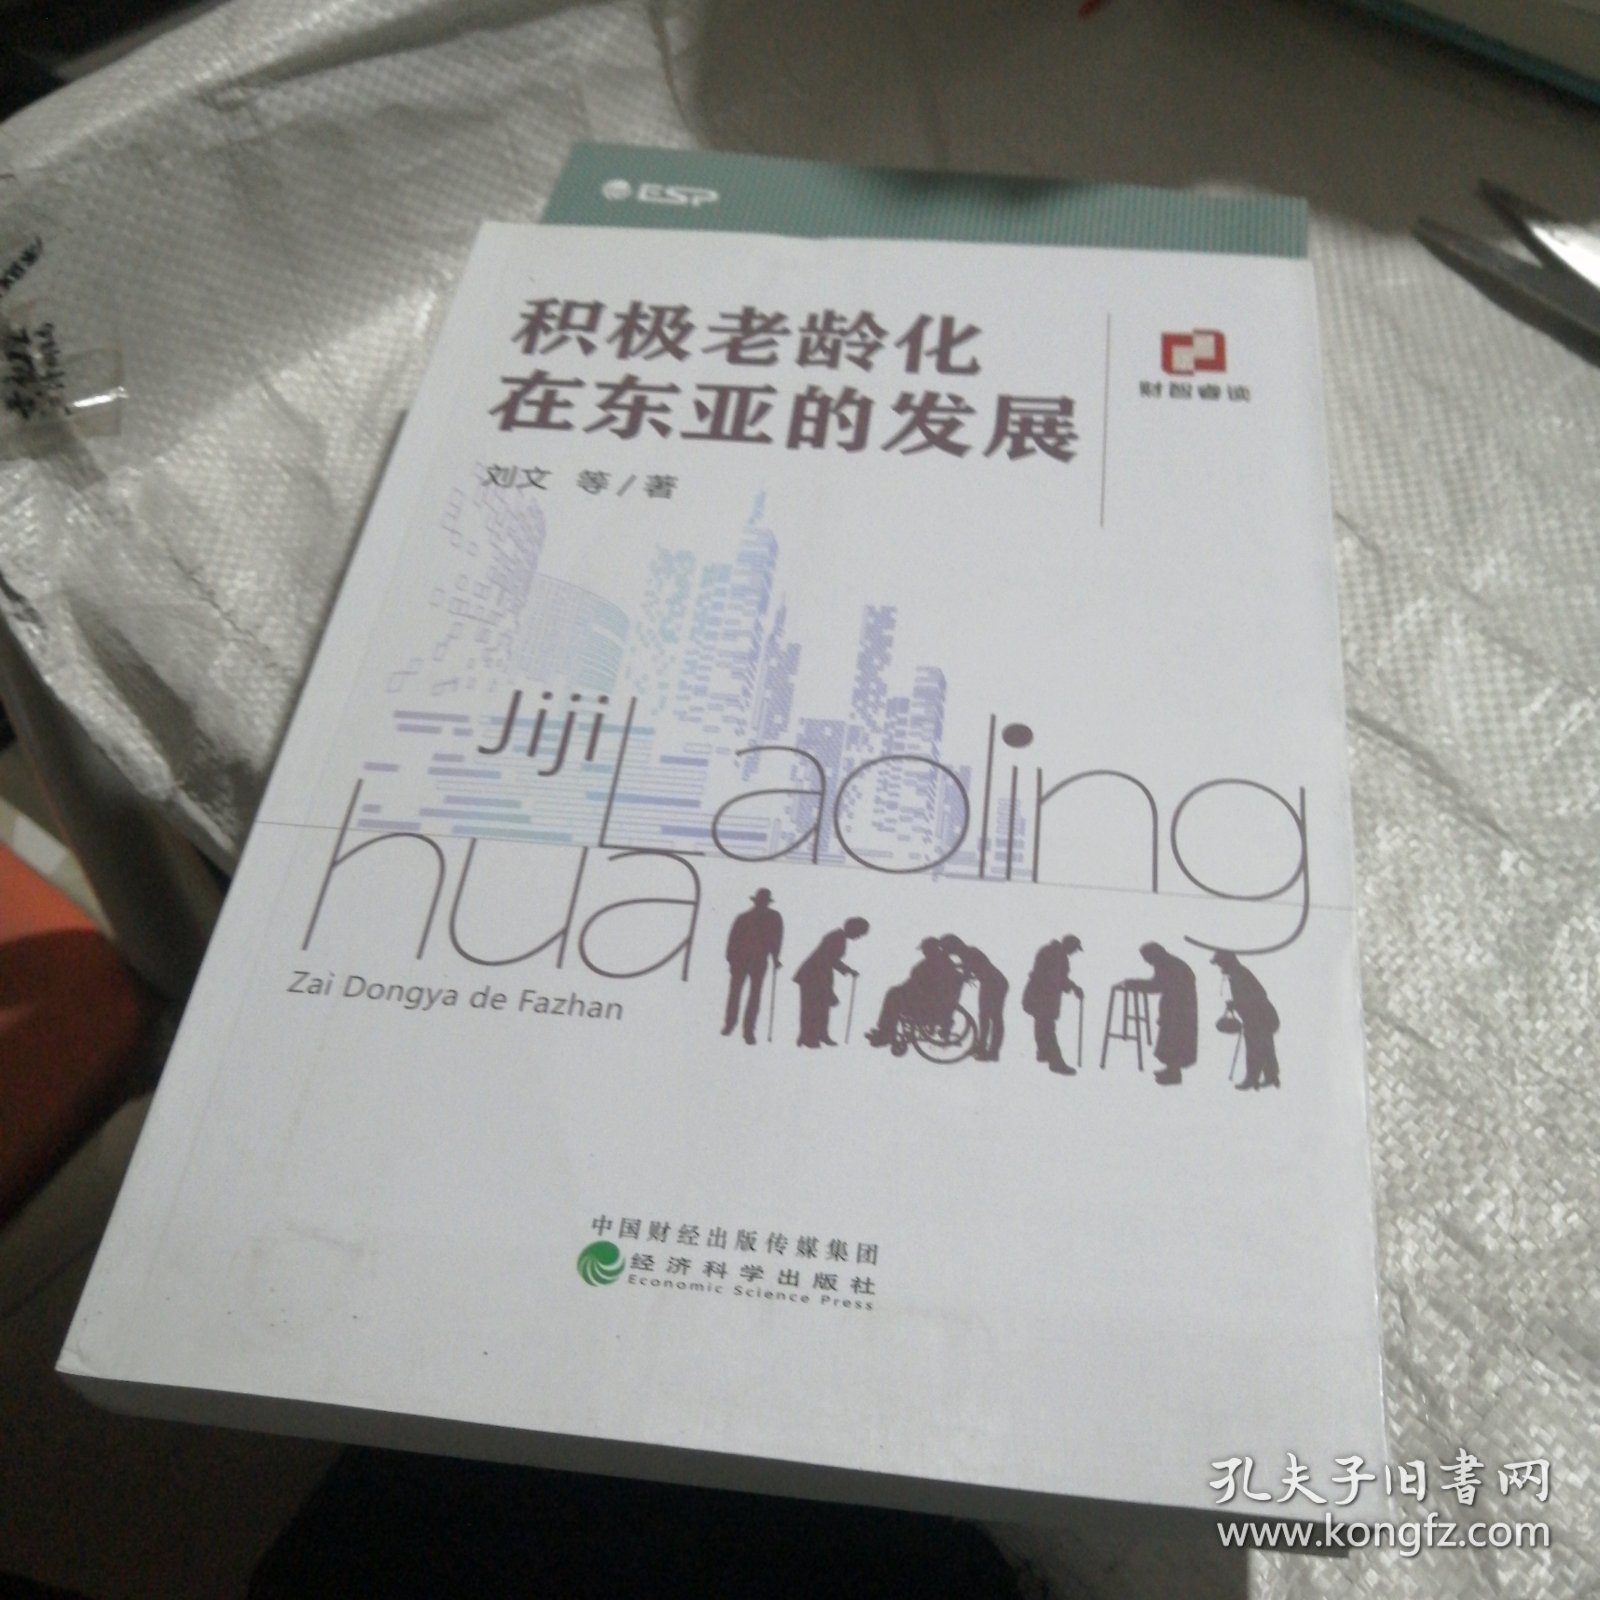 ESP
积极老龄化
在东亚的发展
财智睿读
刘文 等/著
Jiji Laoling
hua
Zai Dongya de Fazhan
中国财经出版传媒集团
经济科学出版社
Economic Science Press
孔夫子旧书网
www.kongfz.com